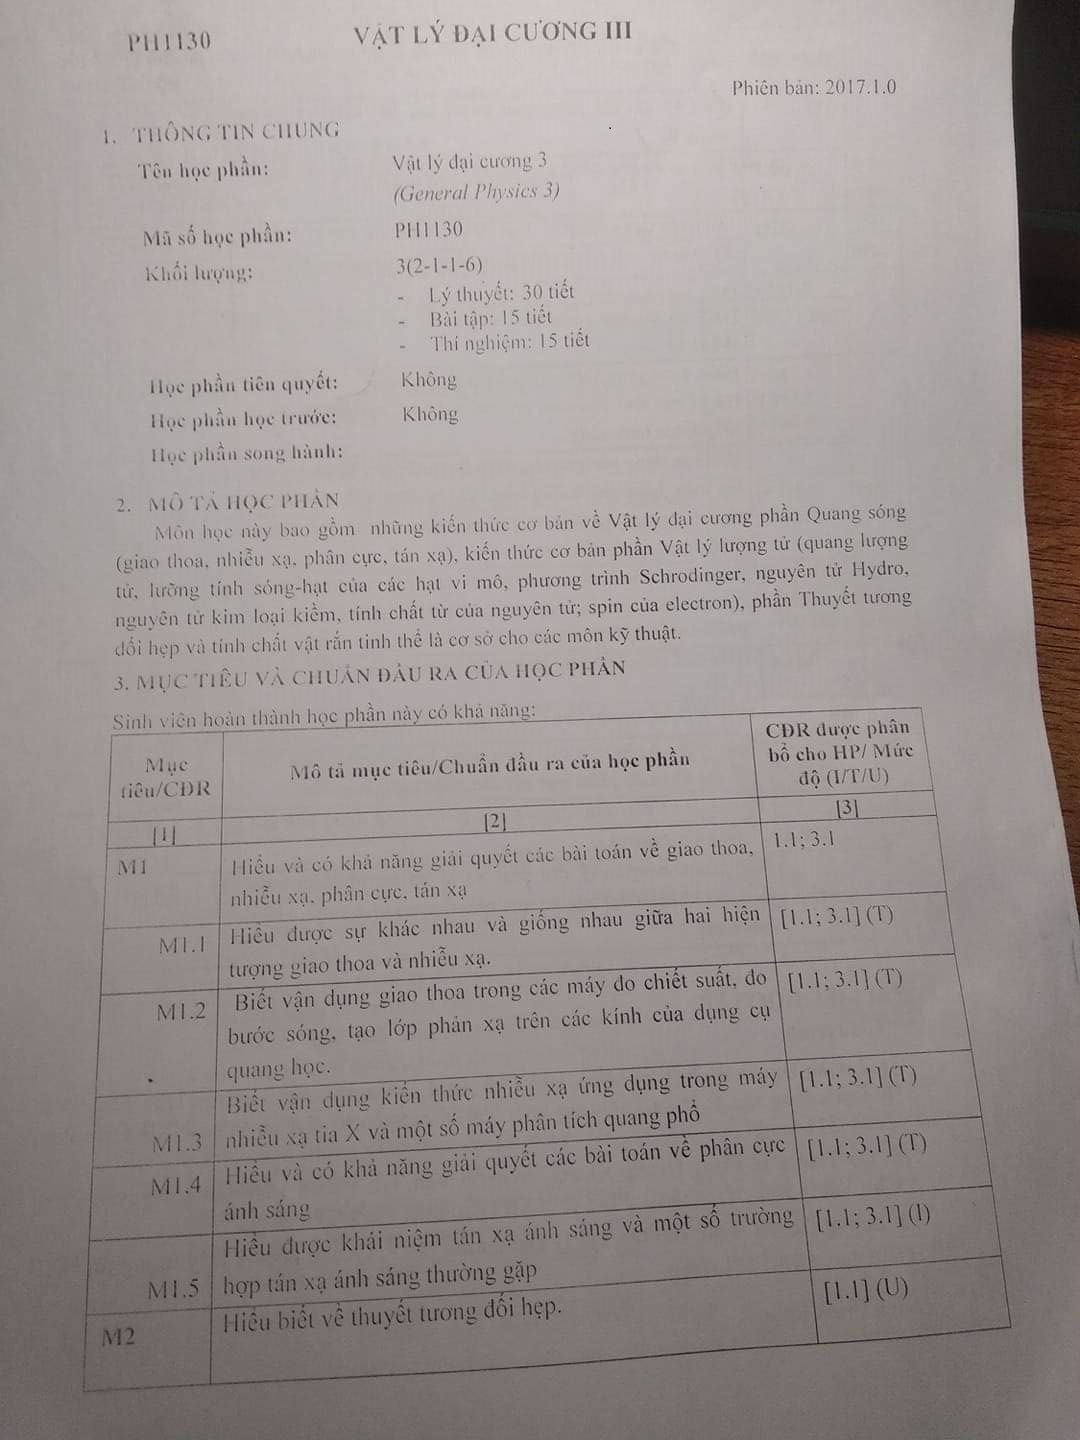 PH1130
VẬT LÝ ĐẠI CƯƠNG III
Phiên bản: 2017.1.0
1. THÔNG TIN CHUNG
Tên học phần: Vật lý đại cương 3
(General Physics 3)
Mã số học phần: PH1130
Khối lượng: 3(2-1-1-6)
- Lý thuyết: 30 tiết
- Bài tập: 15 tiết
- Thí nghiệm: 15 tiết
Học phần tiên quyết: Không
Học phần học trước: Không
Học phần song hành:
2. MÔ TẢ HỌC PHẦN
Môn học này bao gồm những kiến thức cơ bản về Vật lý đại cương phần Quang sóng
(giao thoa, nhiễu xạ, phân cực, tán xạ), kiến thức cơ bản phần Vật lý lượng tử (quang lượng
tử, lưỡng tính sóng-hạt của các hạt vi mô, phương trình Schrodinger, nguyên tử Hydro,
nguyên tử kim loại kiềm, tính chất từ của nguyên tử; spin của electron), phần Thuyết tương
đối hẹp và tính chất vật rắn tinh thể là cơ sở cho các môn kỹ thuật.
3. MỤC TIÊU VÀ CHUẨN ĐẦU RA CỦA HỌC PHẦN
Sinh viên hoàn thành học phần này có khả năng:
Mục
tiêu/CĐR
Mô tả mục tiêu/Chuẩn đầu ra của học phần
CĐR được phân
bổ cho HP/ Mức
độ (I/T/U)
[1] [2] [3]
M1 Hiểu và có khả năng giải quyết các bài toán về giao thoa, 1.1; 3.1
nhiễu xạ, phân cực, tán xạ
M1.1 Hiểu được sự khác nhau và giống nhau giữa hai hiện [1.1; 3.1] (T)
tượng giao thoa và nhiễu xạ.
M1.2 Biết vận dụng giao thoa trong các máy đo chiết suất, đo [1.1; 3.1] (T)
bước sóng, tạo lớp phản xạ trên các kính của dụng cụ
quang học.
Biết vận dụng kiến thức nhiễu xạ ứng dụng trong máy [1.1; 3.1] (T)
M1.3 nhiễu xạ tia X và một số máy phân tích quang phổ
M1.4 Hiểu và có khả năng giải quyết các bài toán về phân cực [1.1; 3.1] (T)
ánh sáng
Hiểu được khái niệm tán xạ ánh sáng và một số trường [1.1; 3.1] (I)
M1.5 hợp tán xạ ánh sáng thường gặp
M2 Hiểu biết về thuyết tương đối hẹp. [1.1] (U)